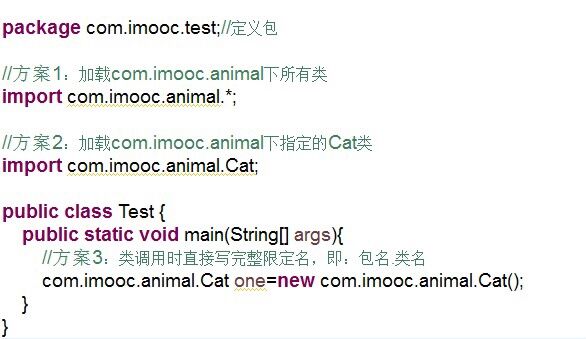 package com.imooc.test;//定义包
//方案1：加载com.imooc.animal下所有类
import com.imooc.animal.*;
//方案2：加载com.imooc.animal下指定的Cat类
import com.imooc.animal.Cat;
public class Test {
public static void main(String[] args){
//方案3：类调用时直接写完整限定名，即：包名.类名
com.imooc.animal.Cat one=new com.imooc.animal.Cat();
}
}